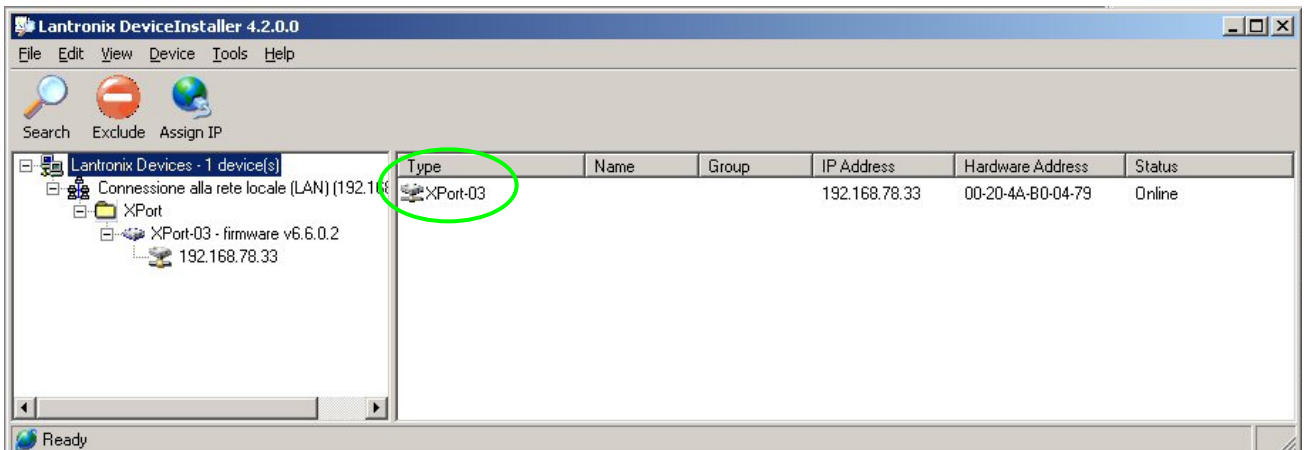 Lantronix DeviceInstaller 4.2.0.0
File Edit View Device Tools Help
Search Exclude Assign IP
Lantronix Devices - 1 device(s)
Connessione alla rete locale (LAN) (192.168
XPort
XPort-03 - firmware v6.6.0.2
192.168.78.33
Type Name Group IP Address Hardware Address Status
XPort-03 192.168.78.33 00-20-4A-B0-04-79 Online
Ready